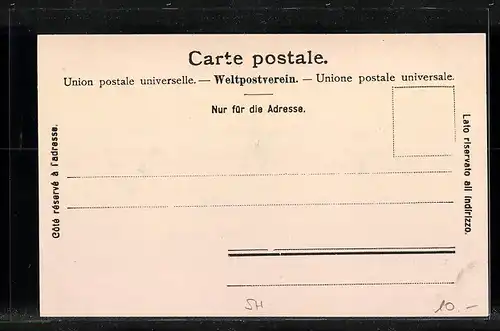 Carte postale.
Union postale universelle. — Weltpostverein. — Unione postale universale.
Nur für die Adresse.
Côté réservé à l'adresse.
Lato riservato all indirizzo.
SH
10.-